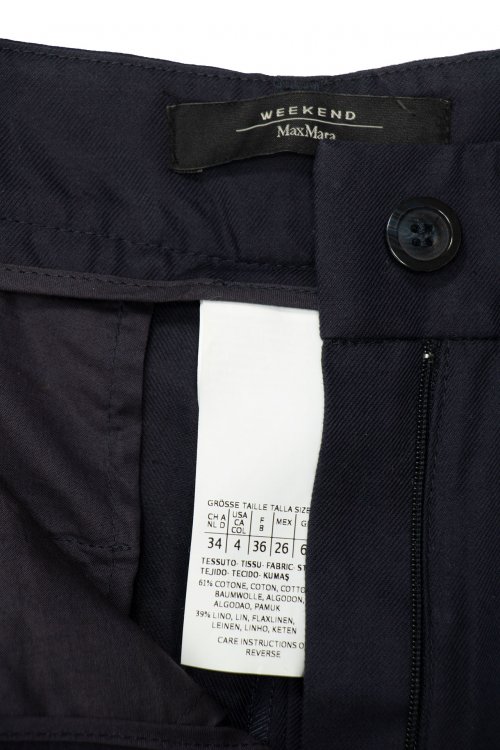 WEEKEND
MaxMara
GRÖSSE TAILLE TALLA SIZE
CH A USA F MEX
NL D CA B
COL
34 4 36 26 6
TESSUTO- TISSU- FABRIC- ST
TEJIDO- TECIDO- KUMAŞ
61% COTONE, COTON, COTTO
BAUMWOLLE, ALGODON,
ALGODAO, PAMUK
39% LINO, LIN, FLAXLINEN,
LEINEN, LINHO, KETEN
CARE INSTRUCTIONS O
REVERSE